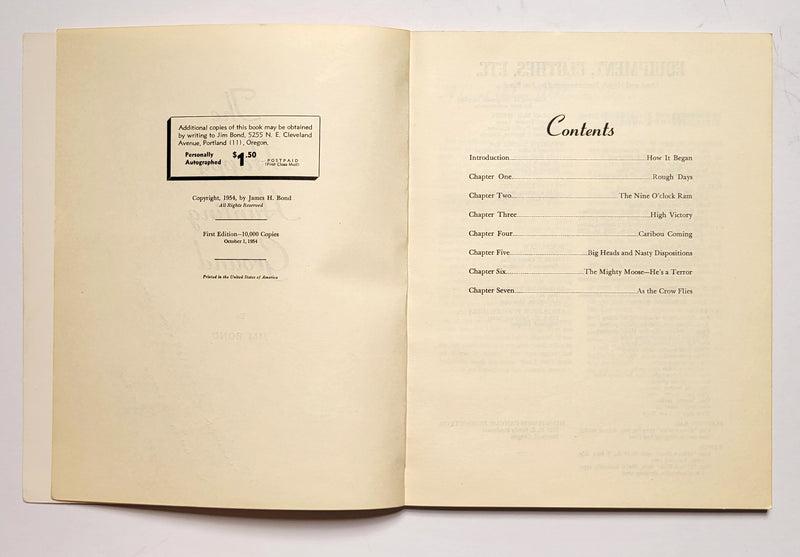 Additional copies of this book may be obtained
by writing to Jim Bond, 5255 N. E. Cleveland
Avenue, Portland (11), Oregon.
Personally
Autographed
$1.50
POSTPAID
(First Class Mail)
Copyright, 1954, by James H. Bond
All Rights Reserved
First Edition—10,000 Copies
October 1, 1954
Printed in the United States of America
Contents
Introduction How It Began
Chapter One Rough Days
Chapter Two The Nine O'clock Ram
Chapter Three High Victory
Chapter Four Caribou Coming
Chapter Five Big Heads and Nasty Dispositions
Chapter Six The Mighty Moose—He's a Terror
Chapter Seven As the Crow Flies